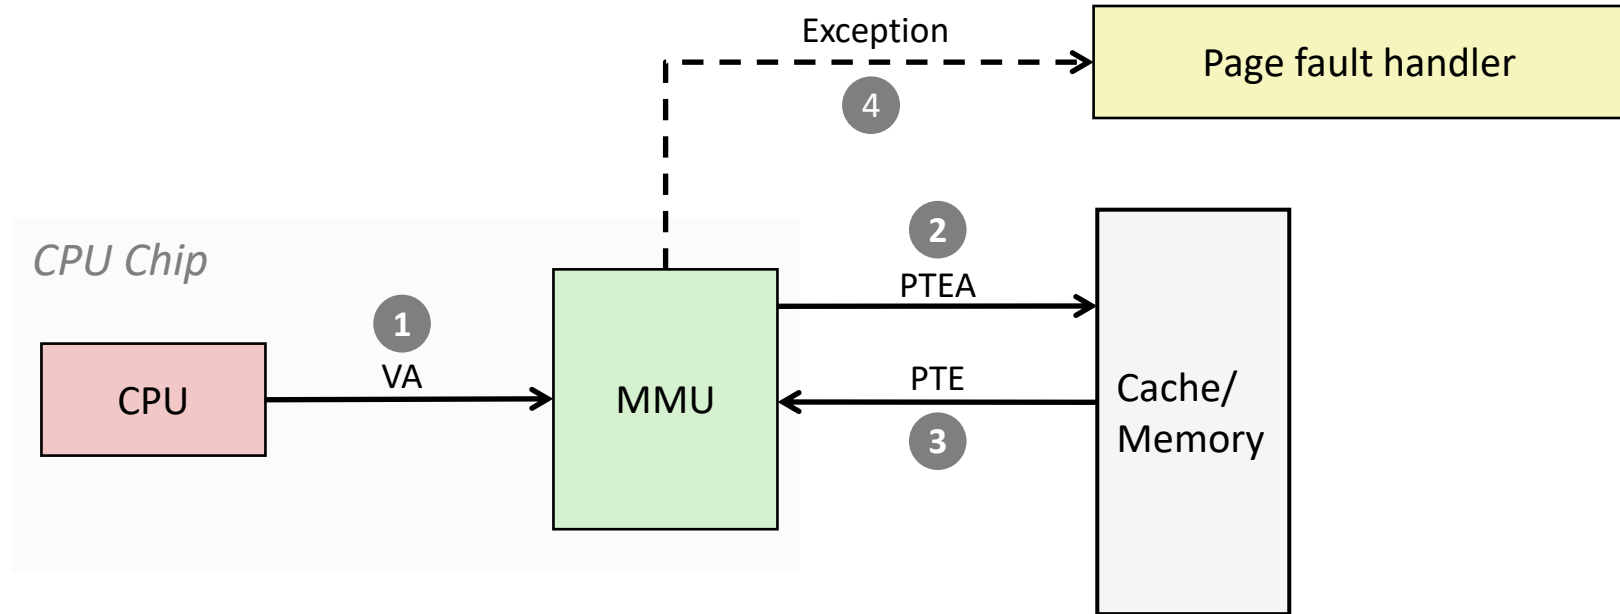 Exception
Page fault handler
4
CPU Chip
2
PTEA
1
VA
CPU
MMU
PTE
3
Cache/
Memory